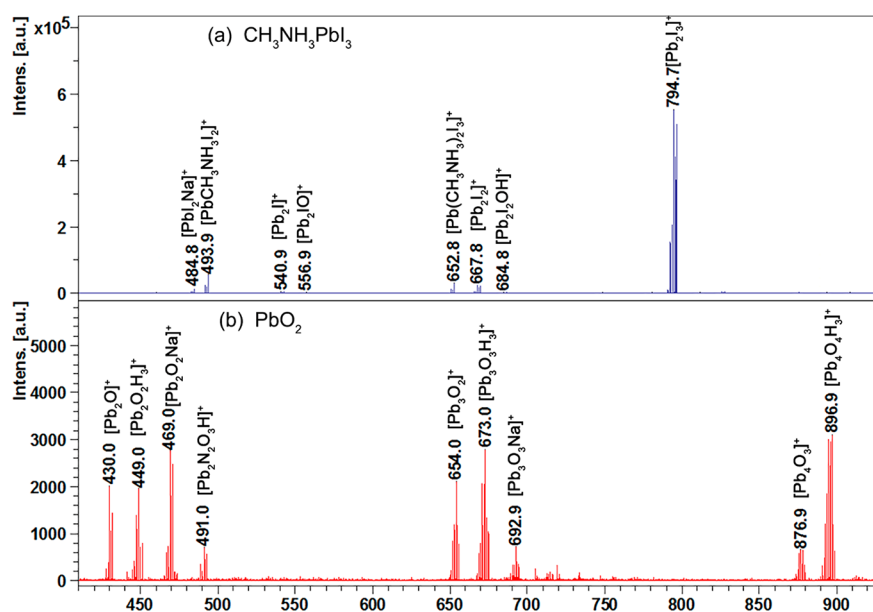 Intens. [a.u.]
x10⁵
(a) CH₃NH₃PbI₃
6
4
2
0
484.8 [PbI₂Na]⁺
493.9 [PbCH₃NH₃I₂]⁺
540.9 [Pb₂I]⁺
556.9 [Pb₂IO]⁺
652.8 [Pb(CH₃NH₃)₂I₃]⁺
667.8 [Pb₂I₂]⁺
684.8 [Pb₂I₂OH]⁺
794.7[Pb₂I₃]⁺
Intens. [a.u.]
(b) PbO₂
5000
4000
3000
2000
1000
0
430.0 [Pb₂O]⁺
449.0 [Pb₂O₂H₃]⁺
469.0[Pb₂O₂Na]⁺
491.0 [Pb₂N₂O₃H]⁺
654.0 [Pb₃O₂]⁺
673.0 [Pb₃O₃H₃]⁺
692.9 [Pb₃O₃Na]⁺
876.9 [Pb₄O₃]⁺
896.9 [Pb₄O₄H₃]⁺
450 500 550 600 650 700 750 800 850 900